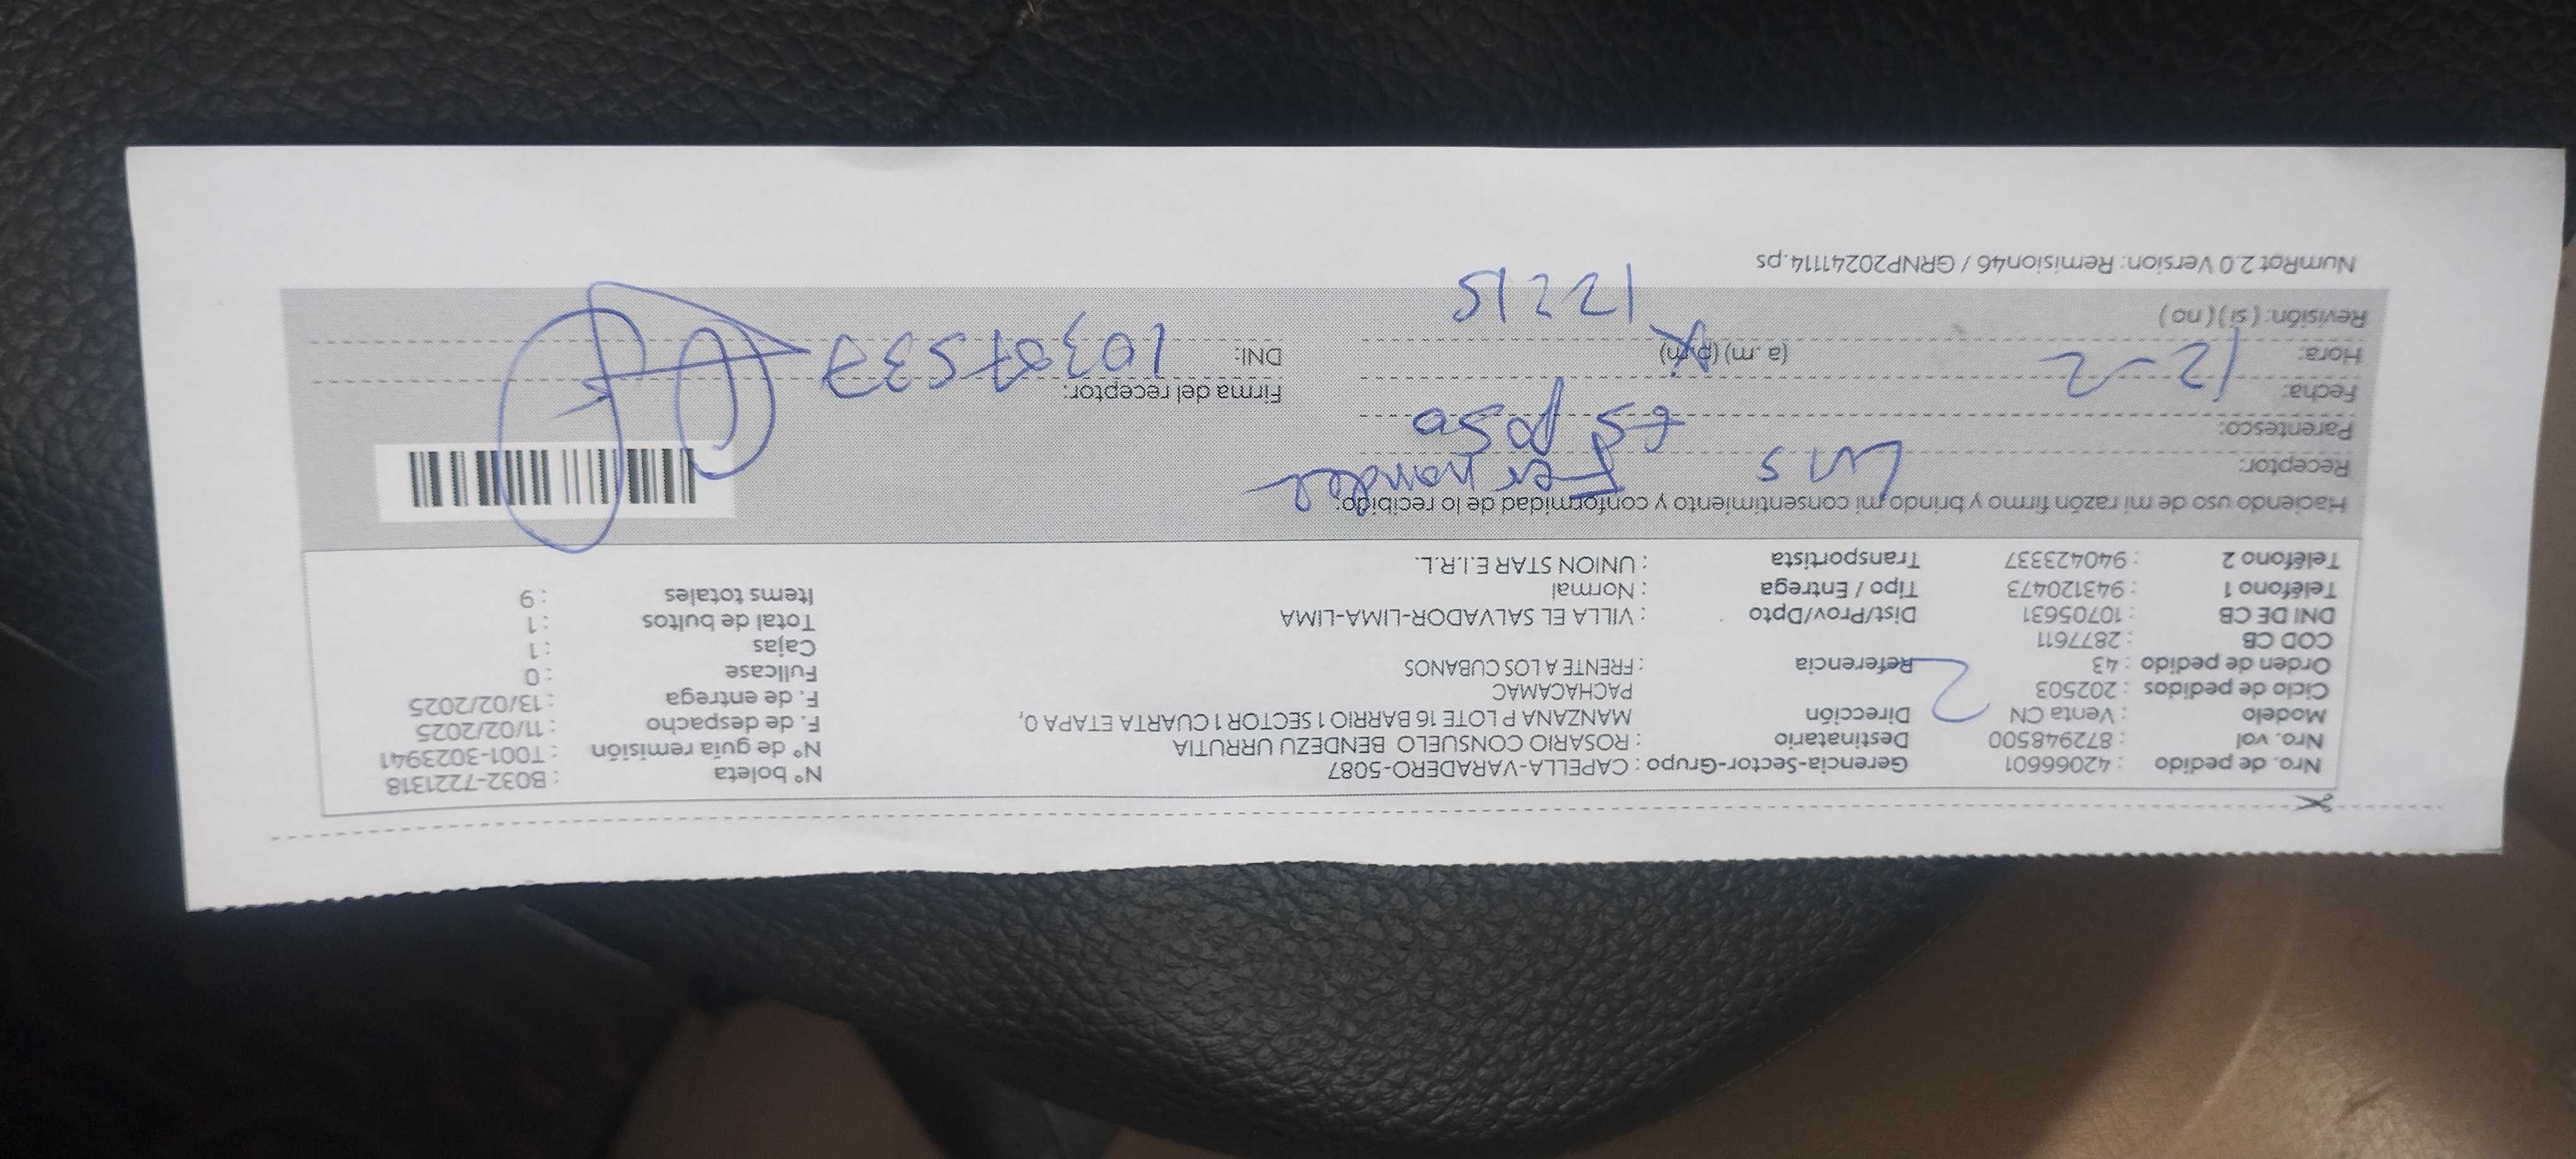 Nro. de pedido : 42066601 Gerencia-Sector-Grupo : CAPELLA-VARADERO-5087 N° boleta : B032-7221318
Nro. vol : 872948500 Destinatario : ROSARIO CONSUELO BENDEZU URRUTIA N° de guía remisión : T001-3023941
Modelo : Venta CN Dirección MANZANA P LOTE 16 BARRIO 1 SECTOR 1 CUARTA ETAPA 0, F. de despacho : 11/02/2025
Ciclo de pedidos : 202503 PACHACAMAC F. de entrega : 13/02/2025
Orden de pedido : 43 2 Referencia : FRENTE A LOS CUBANOS Fullcase : 0
COD CB : 2877611 Cajas : 1
DNI DE CB : 10705631 Dist/Prov/Dpto : VILLA EL SALVADOR-LIMA-LIMA Total de bultos : 1
Teléfono 1 : 943120473 Tipo / Entrega : Normal Items totales : 9
Teléfono 2 : 940423337 Transportista : UNION STAR E.I.R.L.
Haciendo uso de mi razón firmo y brindo mi consentimiento y conformidad de lo recibido:
Receptor: Luis Fernandez
Parentesco: esposo
Fecha: 12-2 Firma del receptor:
Hora: (a. m) (p.m) DNI:
12215
Revisión: ( sí) ( no )
NumRot 2.0 Version: Remision46 / GRNP20241114.ps